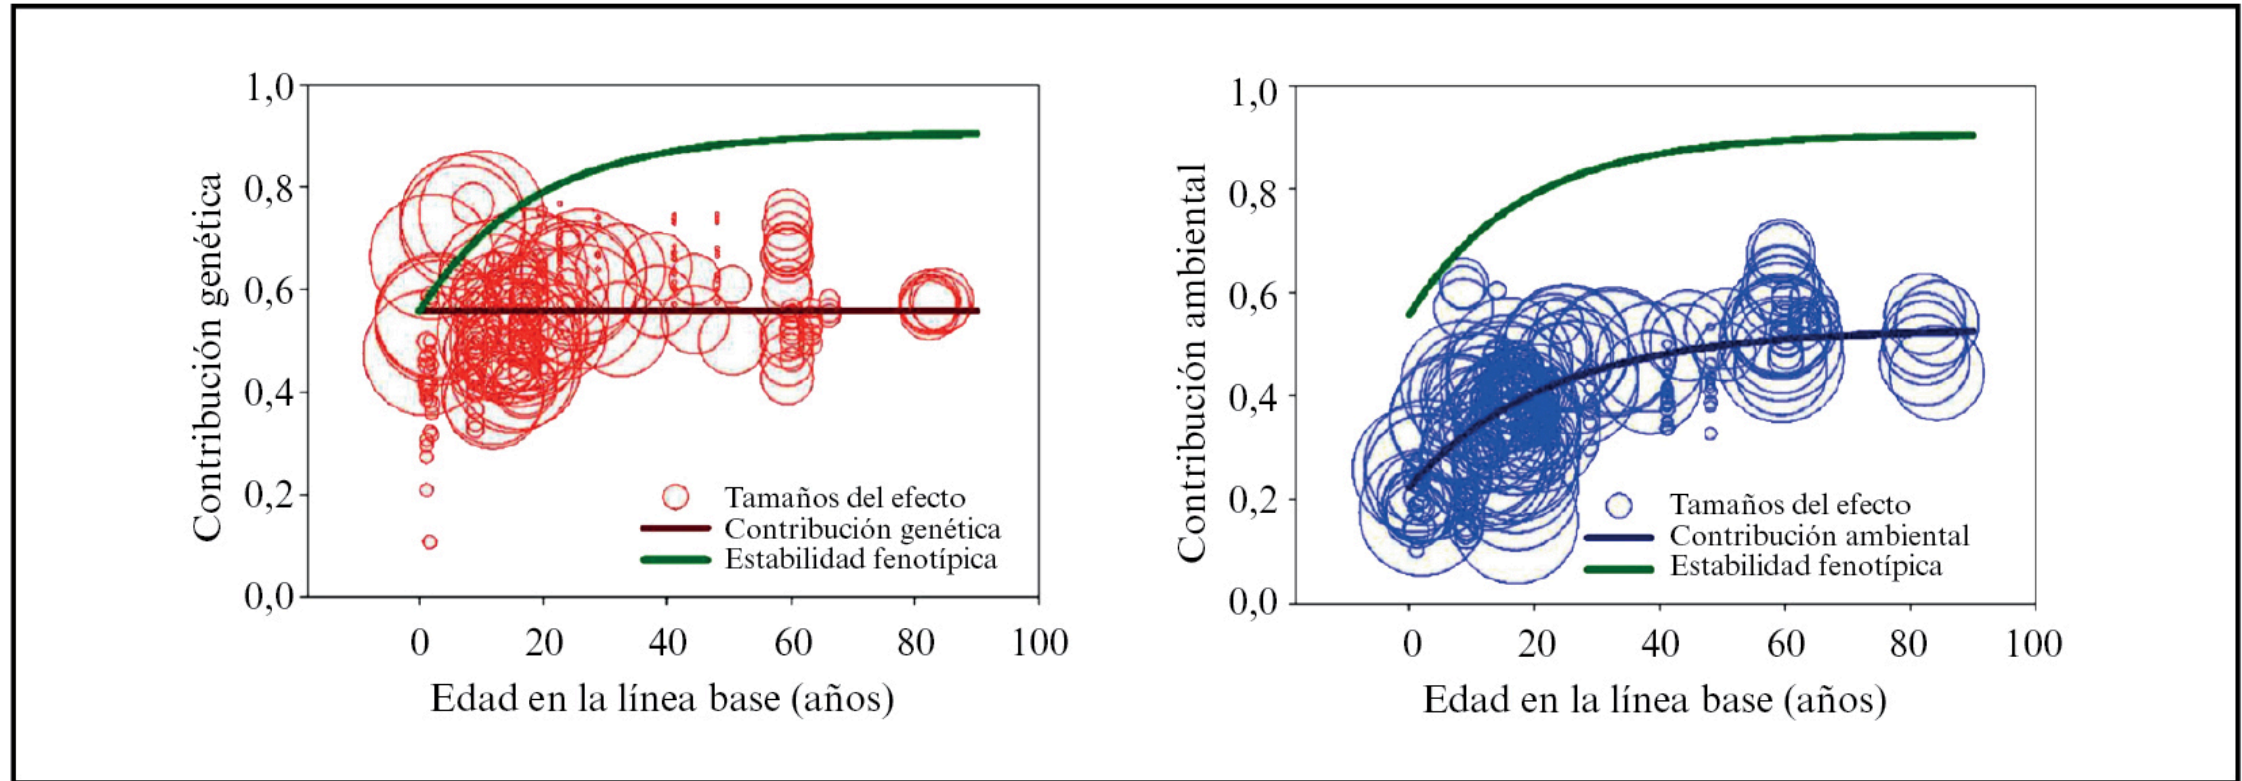 Contribución genética
1,0
0,8
0,6
0,4
0,2
0,0
Tamaños del efecto
Contribución genética
Estabilidad fenotípica
0 20 40 60 80 100
Edad en la línea base (años)
Contribución ambiental
1,0
0,8
0,6
0,4
0,2
0,0
Tamaños del efecto
Contribución ambiental
Estabilidad fenotípica
0 20 40 60 80 100
Edad en la línea base (años)